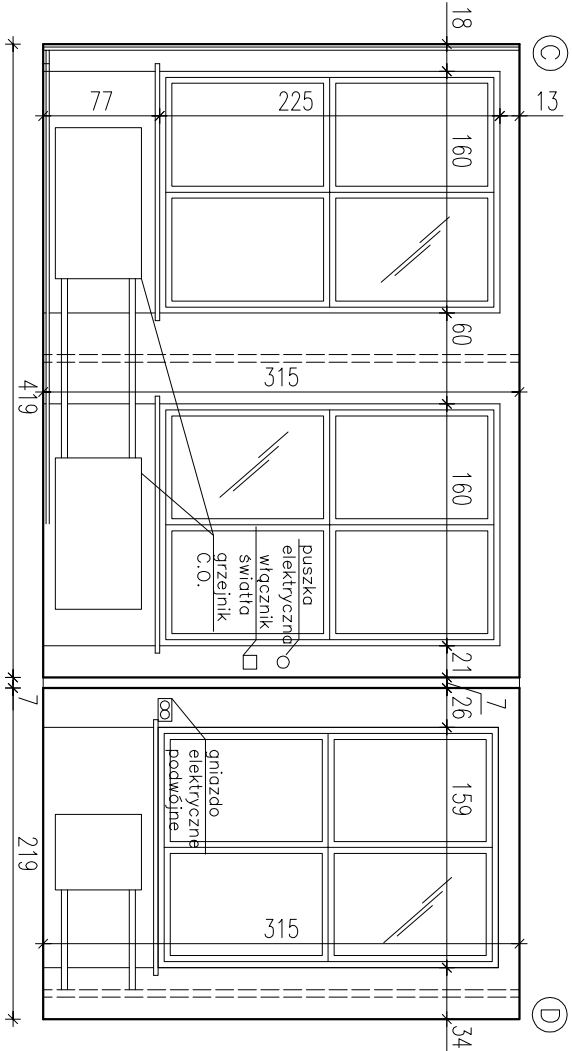 C
D
18
160
60
160
21
7
26
159
34
13
225
77
315
315
puszka
elektryczna
włącznik
światła
grzejnik
C.O.
gniazdo
elektryczne
podwójne
419
7
219